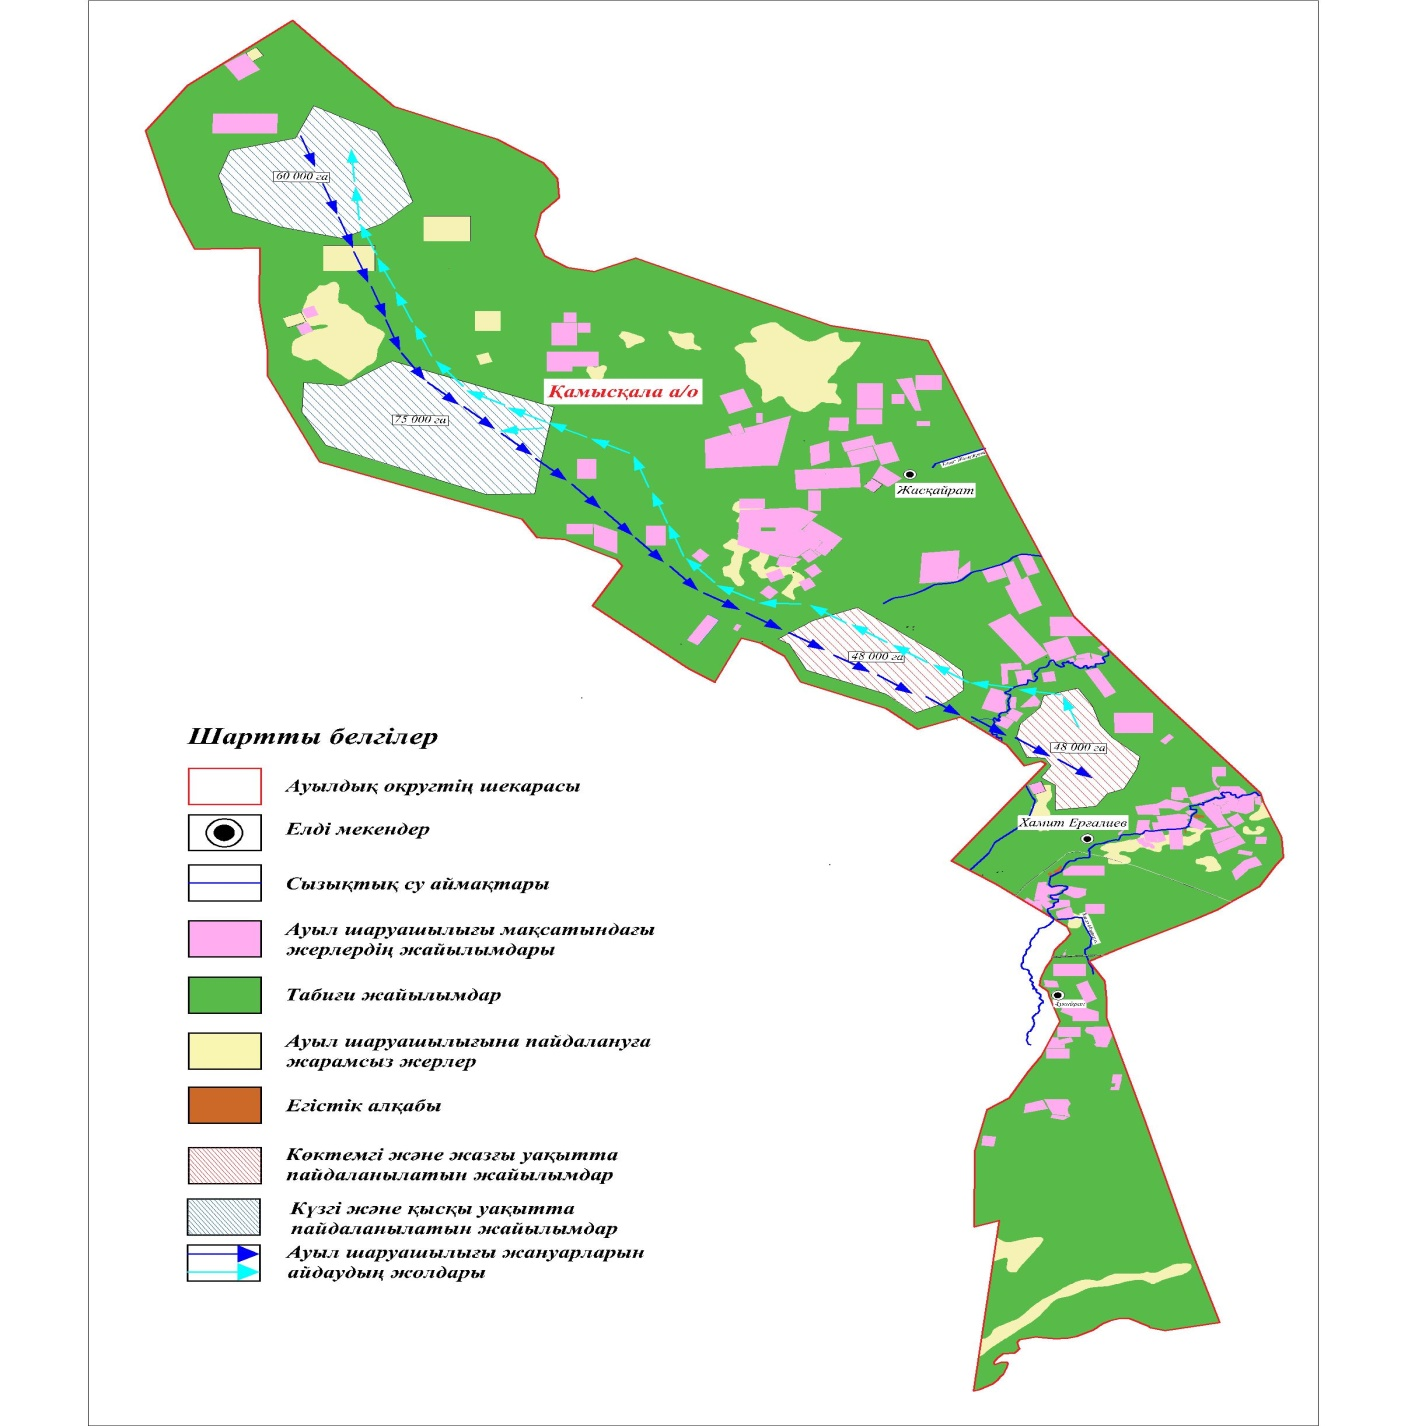 60 000 га
75 000 га
Қамысқала а/о
Жасқайрат
48 000 га
48 000 га
Хамит Ерғалиев
Шартты белгілер
Ауылдық округтің шекарасы
Елді мекендер
Сызықтық су аймақтары
Ауыл шаруашылығы мақсатындағы
жерлердің жайылымдары
Табиғи жайылымдар
Ауыл шаруашылығына пайдалануға
жарамсыз жерлер
Егістік алқабы
Көктемгі және жазғы уақытта
пайдаланылатын жайылымдар
Күзгі және қысқы уақытта
пайдаланылатын жайылымдар
Ауыл шаруашылығы жануарларын
айдаудың жолдары